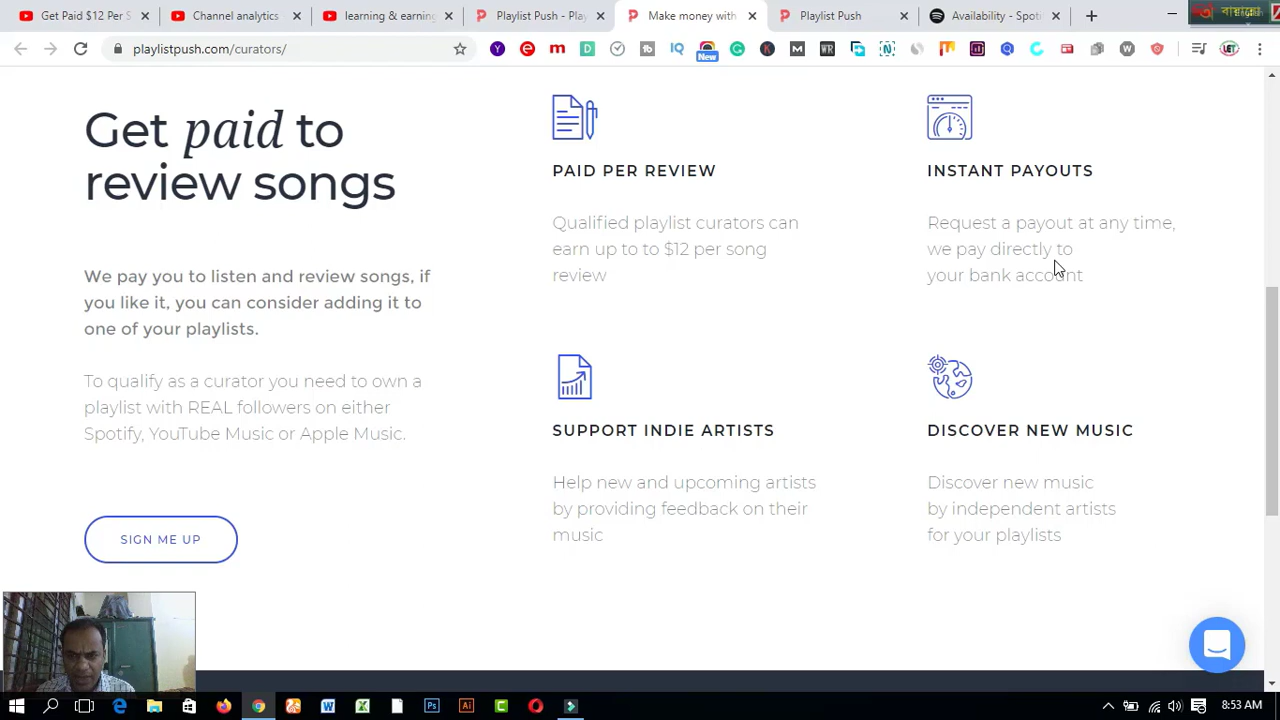 Get Paid $12 Per S
Channel analytics
learning & earning
Make money with
Playlist Push
Availability - Spoti
playlistpush.com/curators/
New
Get paid to
review songs
We pay you to listen and review songs, if
you like it, you can consider adding it to
one of your playlists.
To qualify as a curator you need to own a
playlist with REAL followers on either
Spotify, YouTube Music or Apple Music.
SIGN ME UP
PAID PER REVIEW
Qualified playlist curators can
earn up to to $12 per song
review
INSTANT PAYOUTS
Request a payout at any time,
we pay directly to
your bank account
SUPPORT INDIE ARTISTS
Help new and upcoming artists
by providing feedback on their
music
DISCOVER NEW MUSIC
Discover new music
by independent artists
for your playlists
8:53 AM